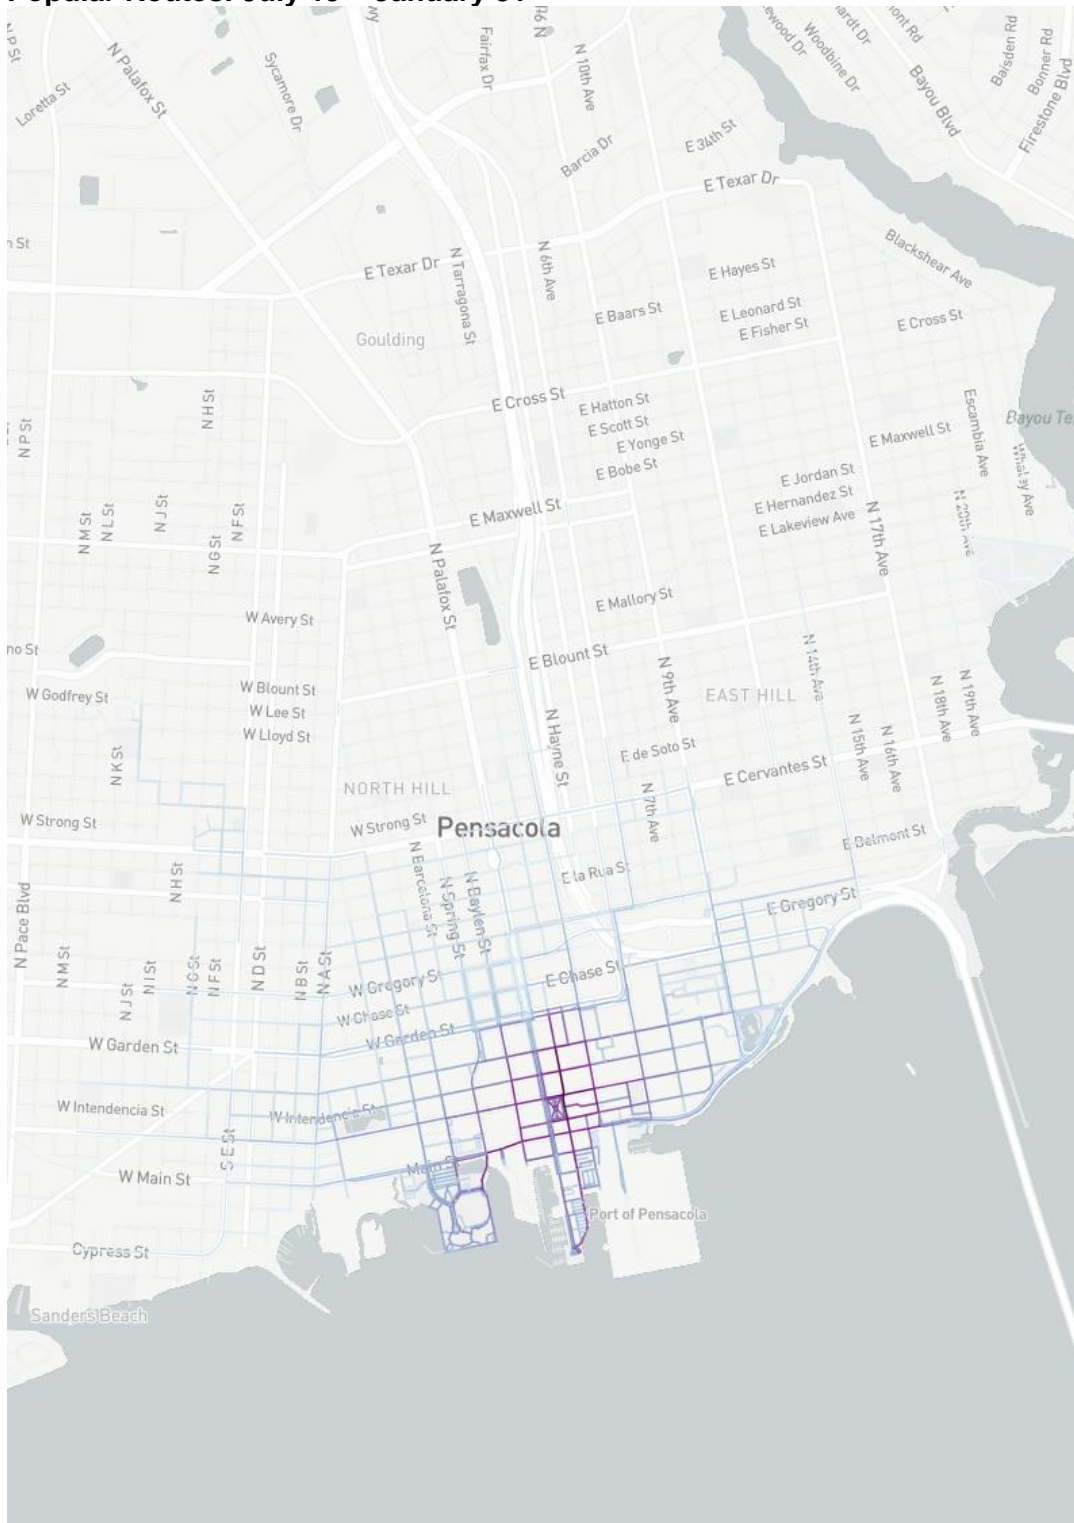 Popular Routes: July 15 - January 31
N 10th Ave
Fairfax Dr
N P St
N Palafox St
Sycamore Dr
Loretta St
Woodbine Dr
Bayou Blvd
Baisden Rd
Bonner Rd
Firestone Blvd
Barcia Dr
E 34th St
E Texar Dr
Blackshear Ave
E Texar Dr
N Tarragona St
N 6th Ave
E Hayes St
E Leonard St
E Baars St
E Fisher St
E Cross St
Goulding
N H St
E Cross St
E Hatton St
E Scott St
E Yonge St
E Bobe St
N P St
E Maxwell St
Escambia Ave
Whaley Ave
E Jordan St
E Hernandez St
E Lakeview Ave
N 17th Ave
N 20th Ave
N M St
N L St
N J St
N G St
N F St
E Maxwell St
N Palafox St
E Mallory St
W Avery St
E Blount St
N 9th Ave
N 14th Ave
EAST HILL
W Godfrey St
W Blount St
W Lee St
W Lloyd St
N 18th Ave
N 19th Ave
N 15th Ave
N 16th Ave
N Hayne St
E de Soto St
E Cervantes St
N K St
NORTH HILL
N 7th Ave
W Strong St
W Strong St
Pensacola
E Belmont St
N H St
N Barcelona St
N Spring St
N Baylen St
E la Rua St
E Gregory St
N Pace Blvd
N M St
N J St
N I St
N G St
N F St
N D St
N B St
N A St
W Gregory St
E Chase St
W Chase St
W Garden St
W Garden St
W Intendencia St
W Intendencia St
S E St
Main St
W Main St
Port of Pensacola
Cypress St
Sanders Beach